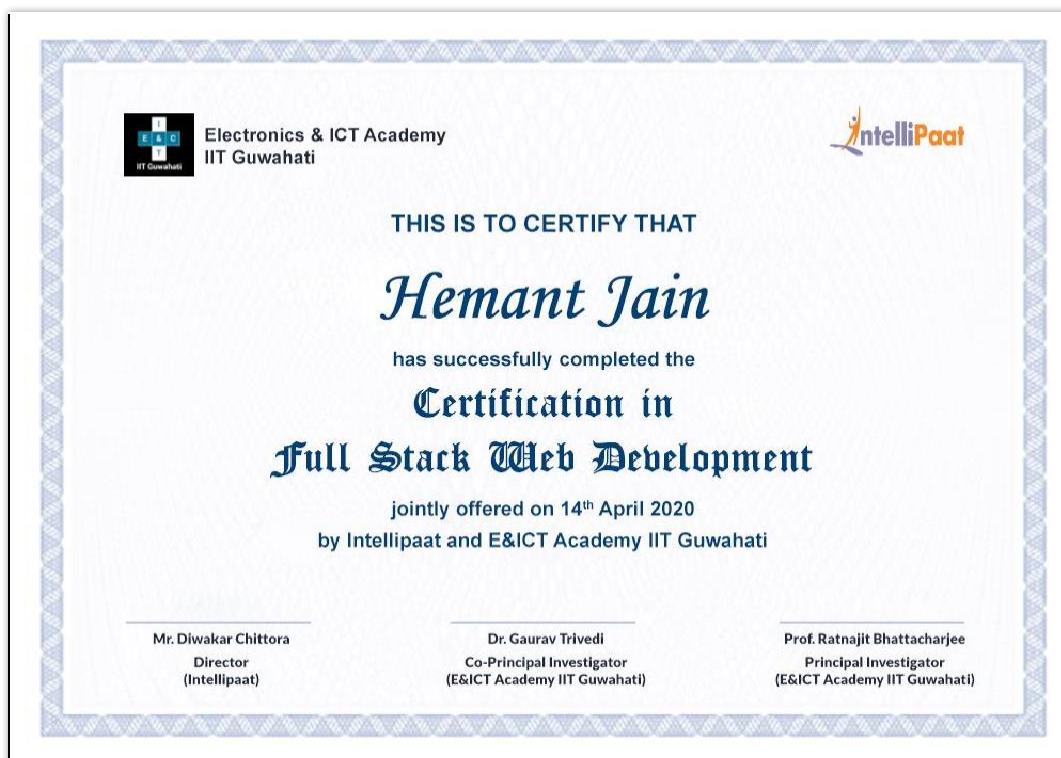 I
E & C
T
IIT Guwahati
Electronics & ICT Academy
IIT Guwahati
IntelliPaat
THIS IS TO CERTIFY THAT
Hemant Jain
has successfully completed the
Certification in
Full Stack Web Development
jointly offered on 14th April 2020
by Intellipaat and E&ICT Academy IIT Guwahati
Mr. Diwakar Chittora
Director
(Intellipaat)
Dr. Gaurav Trivedi
Co-Principal Investigator
(E&ICT Academy IIT Guwahati)
Prof. Ratnajit Bhattacharjee
Principal Investigator
(E&ICT Academy IIT Guwahati)